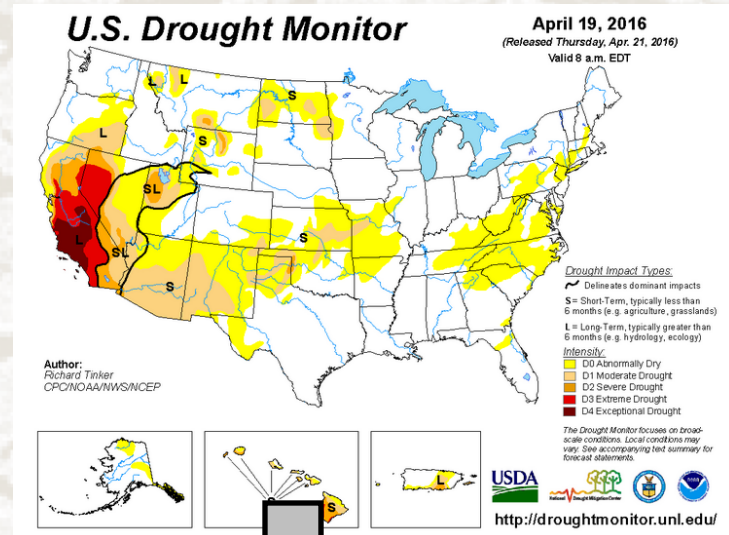 U.S. Drought Monitor
April 19, 2016
(Released Thursday, Apr. 21, 2016)
Valid 8 a.m. EDT
L
L
S
L
S
SL
S
L
SL
S
Drought Impact Types:
Delineates dominant impacts
S = Short-Term, typically less than
6 months (e.g. agriculture, grasslands)
L = Long-Term, typically greater than
6 months (e.g. hydrology, ecology)
Intensity:
D0 Abnormally Dry
D1 Moderate Drought
D2 Severe Drought
D3 Extreme Drought
D4 Exceptional Drought
Author:
Richard Tinker
CPC/NOAA/NWS/NCEP
The Drought Monitor focuses on broad-
scale conditions. Local conditions may
vary. See accompanying text summary for
forecast statements.
S
L
USDA
National Drought Mitigation Center
http://droughtmonitor.unl.edu/